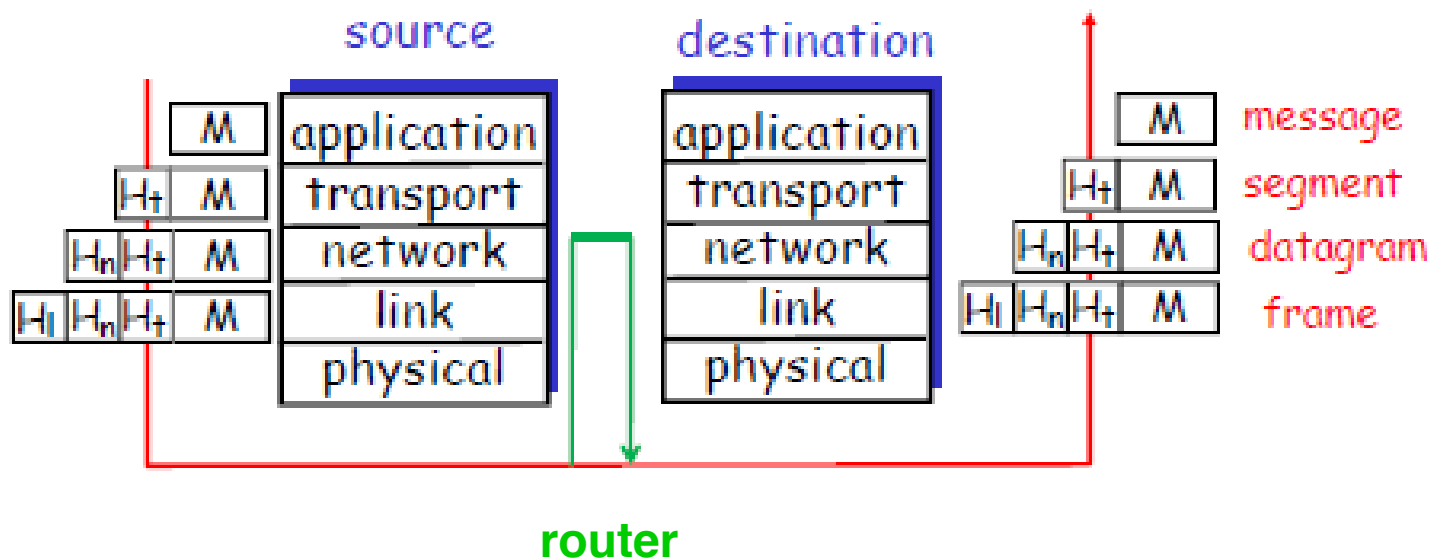 source destination
M application application M message
Ht M transport transport Ht M segment
Hn Ht M network network Hn Ht M datagram
Hl Hn Ht M link link Hl Hn Ht M frame
physical physical
router